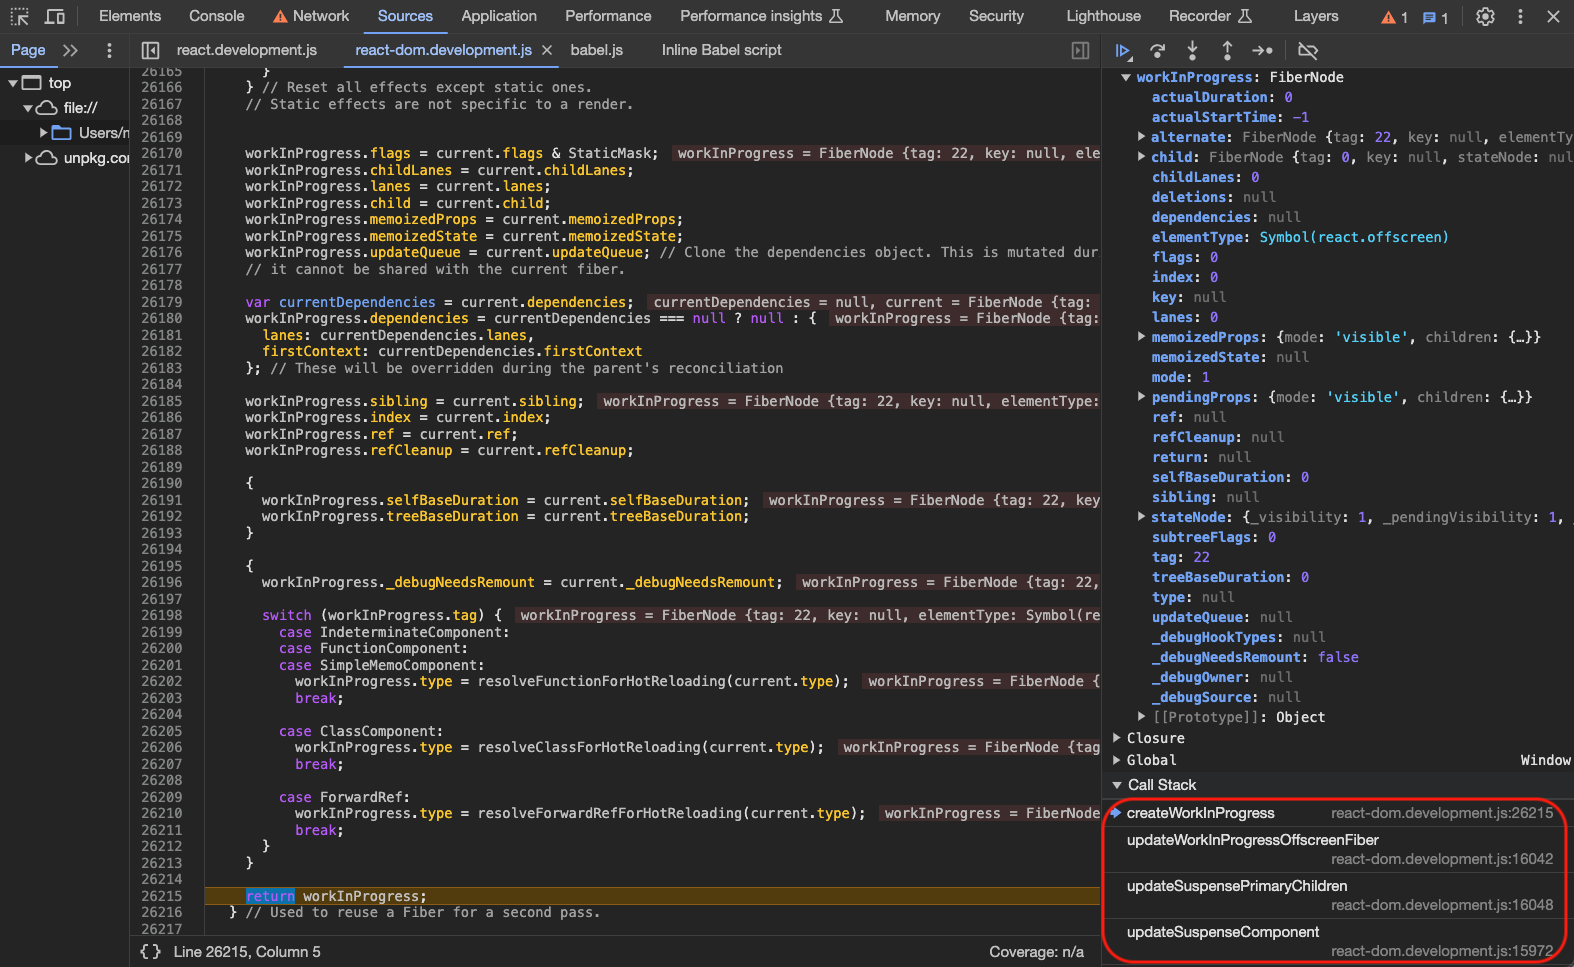 Elements Console Network Sources Application Performance Performance insights Memory Security Lighthouse Recorder Layers 1 1
Page react.development.js react-dom.development.js babel.js Inline Babel script
top
file://
Users/n
unpkg.co
26165 }
26166 } // Reset all effects except static ones.
26167 // Static effects are not specific to a render.
26168
26169
26170 workInProgress.flags = current.flags & StaticMask; workInProgress = FiberNode {tag: 22, key: null, ele
26171 workInProgress.childLanes = current.childLanes;
26172 workInProgress.lanes = current.lanes;
26173 workInProgress.child = current.child;
26174 workInProgress.memoizedProps = current.memoizedProps;
26175 workInProgress.memoizedState = current.memoizedState;
26176 workInProgress.updateQueue = current.updateQueue; // Clone the dependencies object. This is mutated dur
26177 // it cannot be shared with the current fiber.
26178
26179 var currentDependencies = current.dependencies; currentDependencies = null, current = FiberNode {tag:
26180 workInProgress.dependencies = currentDependencies === null ? null : { workInProgress = FiberNode {tag:
26181 lanes: currentDependencies.lanes,
26182 firstContext: currentDependencies.firstContext
26183 }; // These will be overridden during the parent's reconciliation
26184
26185 workInProgress.sibling = current.sibling; workInProgress = FiberNode {tag: 22, key: null, elementType:
26186 workInProgress.index = current.index;
26187 workInProgress.ref = current.ref;
26188 workInProgress.refCleanup = current.refCleanup;
26189
26190 {
26191 workInProgress.selfBaseDuration = current.selfBaseDuration; workInProgress = FiberNode {tag: 22, key
26192 workInProgress.treeBaseDuration = current.treeBaseDuration;
26193 }
26194
26195 {
26196 workInProgress._debugNeedsRemount = current._debugNeedsRemount; workInProgress = FiberNode {tag: 22,
26197
26198 switch (workInProgress.tag) { workInProgress = FiberNode {tag: 22, key: null, elementType: Symbol(re
26199 case IndeterminateComponent:
26200 case FunctionComponent:
26201 case SimpleMemoComponent:
26202 workInProgress.type = resolveFunctionForHotReloading(current.type); workInProgress = FiberNode {
26203 break;
26204
26205 case ClassComponent:
26206 workInProgress.type = resolveClassForHotReloading(current.type); workInProgress = FiberNode {tag
26207 break;
26208
26209 case ForwardRef:
26210 workInProgress.type = resolveForwardRefForHotReloading(current.type); workInProgress = FiberNode
26211 break;
26212 }
26213 }
26214
26215 return workInProgress;
26216 } // Used to reuse a Fiber for a second pass.
26217
{ } Line 26215, Column 5 Coverage: n/a
workInProgress: FiberNode
actualDuration: 0
actualStartTime: -1
alternate: FiberNode {tag: 22, key: null, elementTy
child: FiberNode {tag: 0, key: null, stateNode: nul
childLanes: 0
deletions: null
dependencies: null
elementType: Symbol(react.offscreen)
flags: 0
index: 0
key: null
lanes: 0
memoizedProps: {mode: 'visible', children: {…}}
memoizedState: null
mode: 1
pendingProps: {mode: 'visible', children: {…}}
ref: null
refCleanup: null
return: null
selfBaseDuration: 0
sibling: null
stateNode: {_visibility: 1, _pendingVisibility: 1, _
subtreeFlags: 0
tag: 22
treeBaseDuration: 0
type: null
updateQueue: null
_debugHookTypes: null
_debugNeedsRemount: false
_debugOwner: null
_debugSource: null
[[Prototype]]: Object
Closure
Global Window
Call Stack
createWorkInProgress react-dom.development.js:26215
updateWorkInProgressOffscreenFiber
react-dom.development.js:16042
updateSuspensePrimaryChildren
react-dom.development.js:16048
updateSuspenseComponent
react-dom.development.js:15972